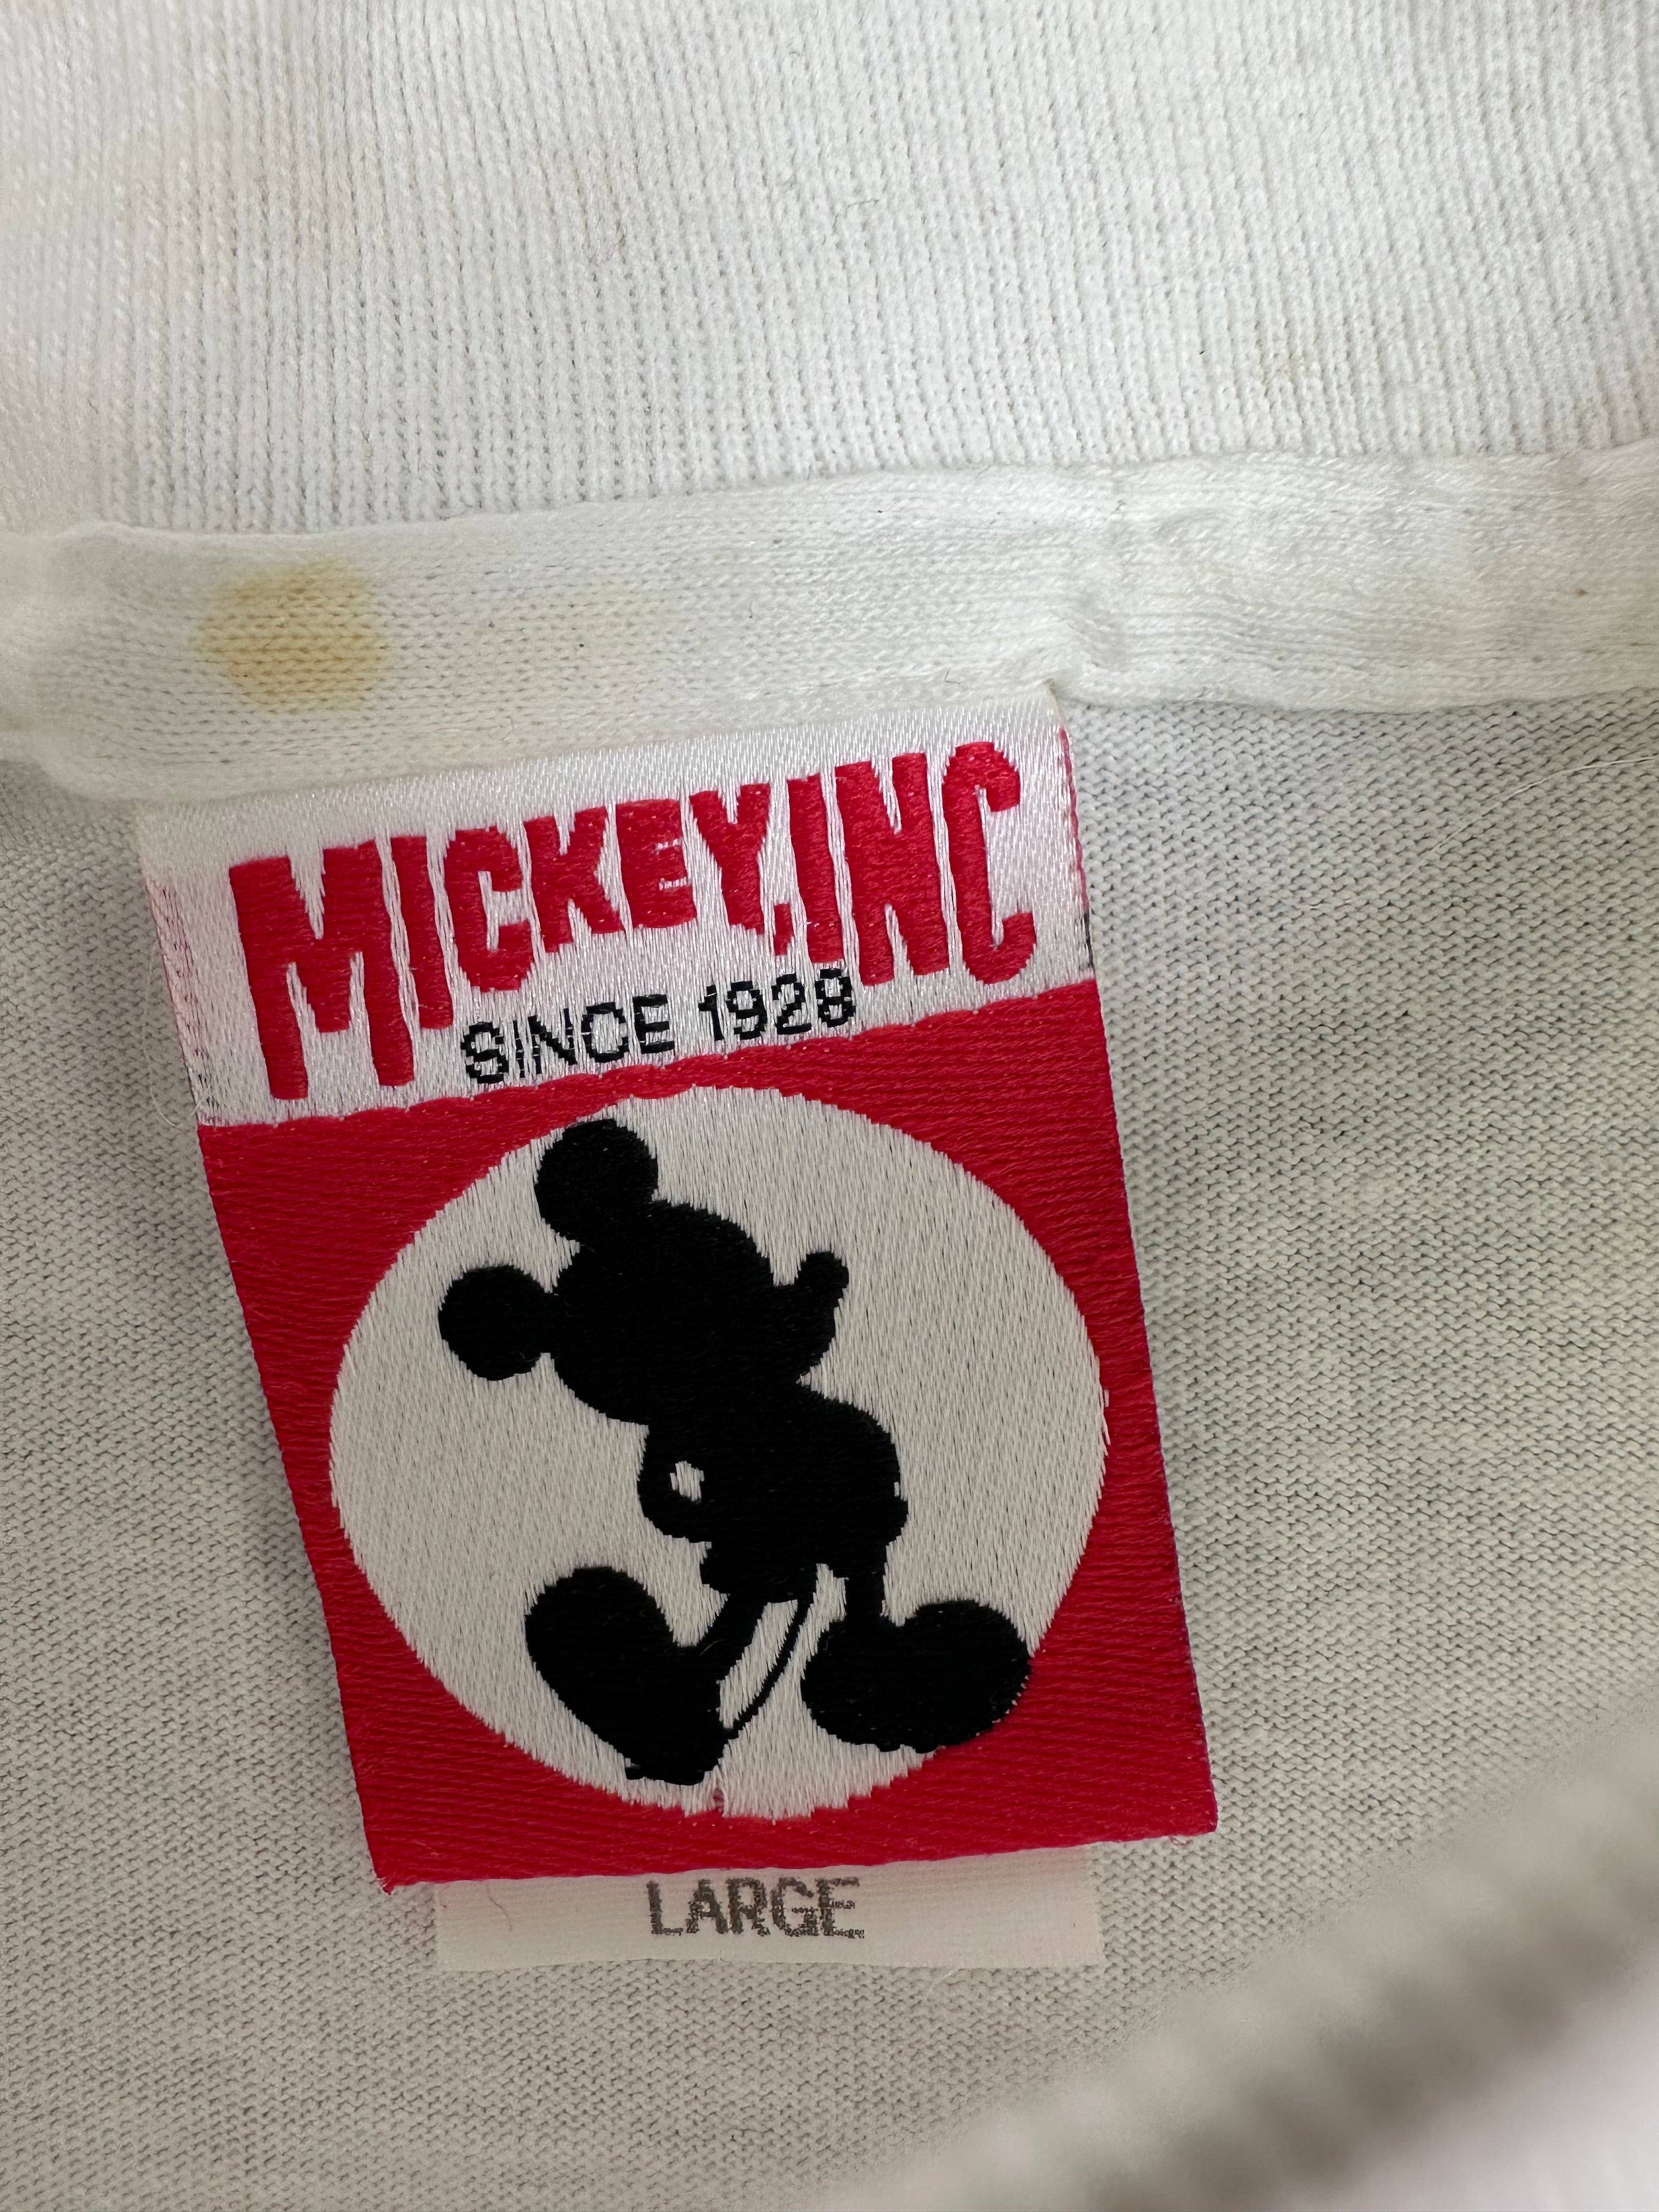 MICKEY, INC
SINCE 1928
LARGE